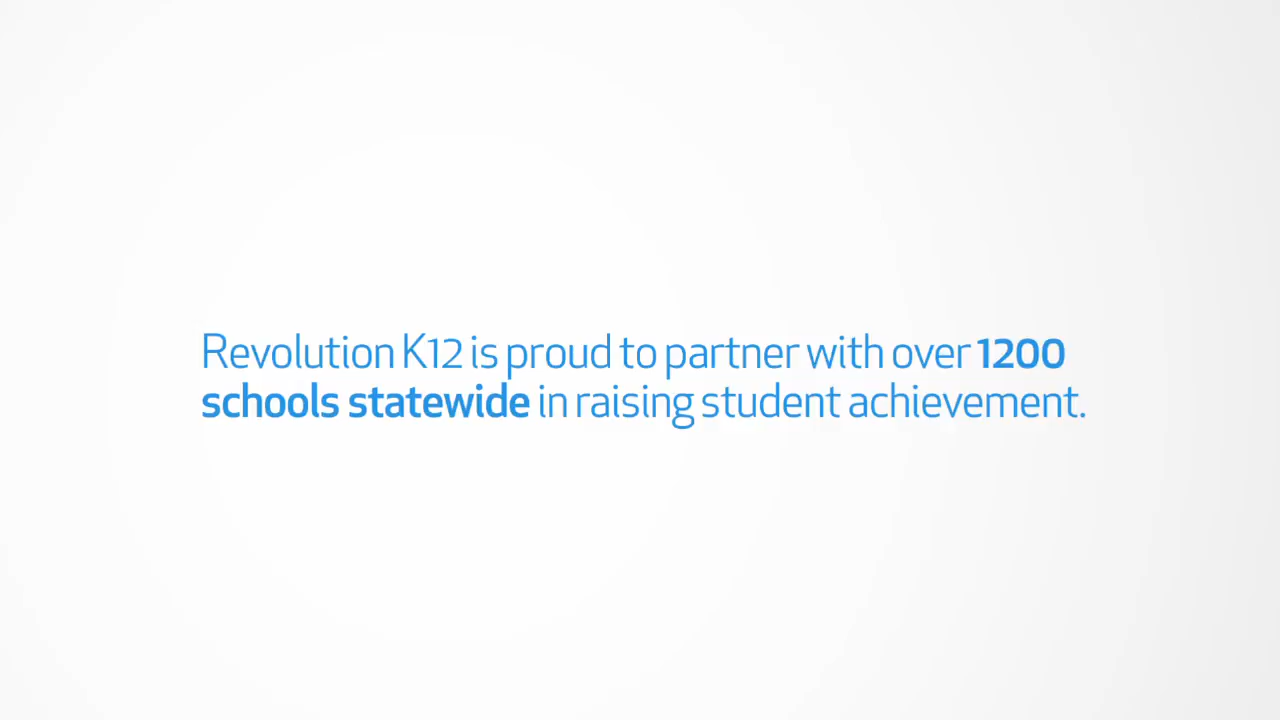 Revolution K12 is proud to partner with over 1200
schools statewide in raising student achievement.